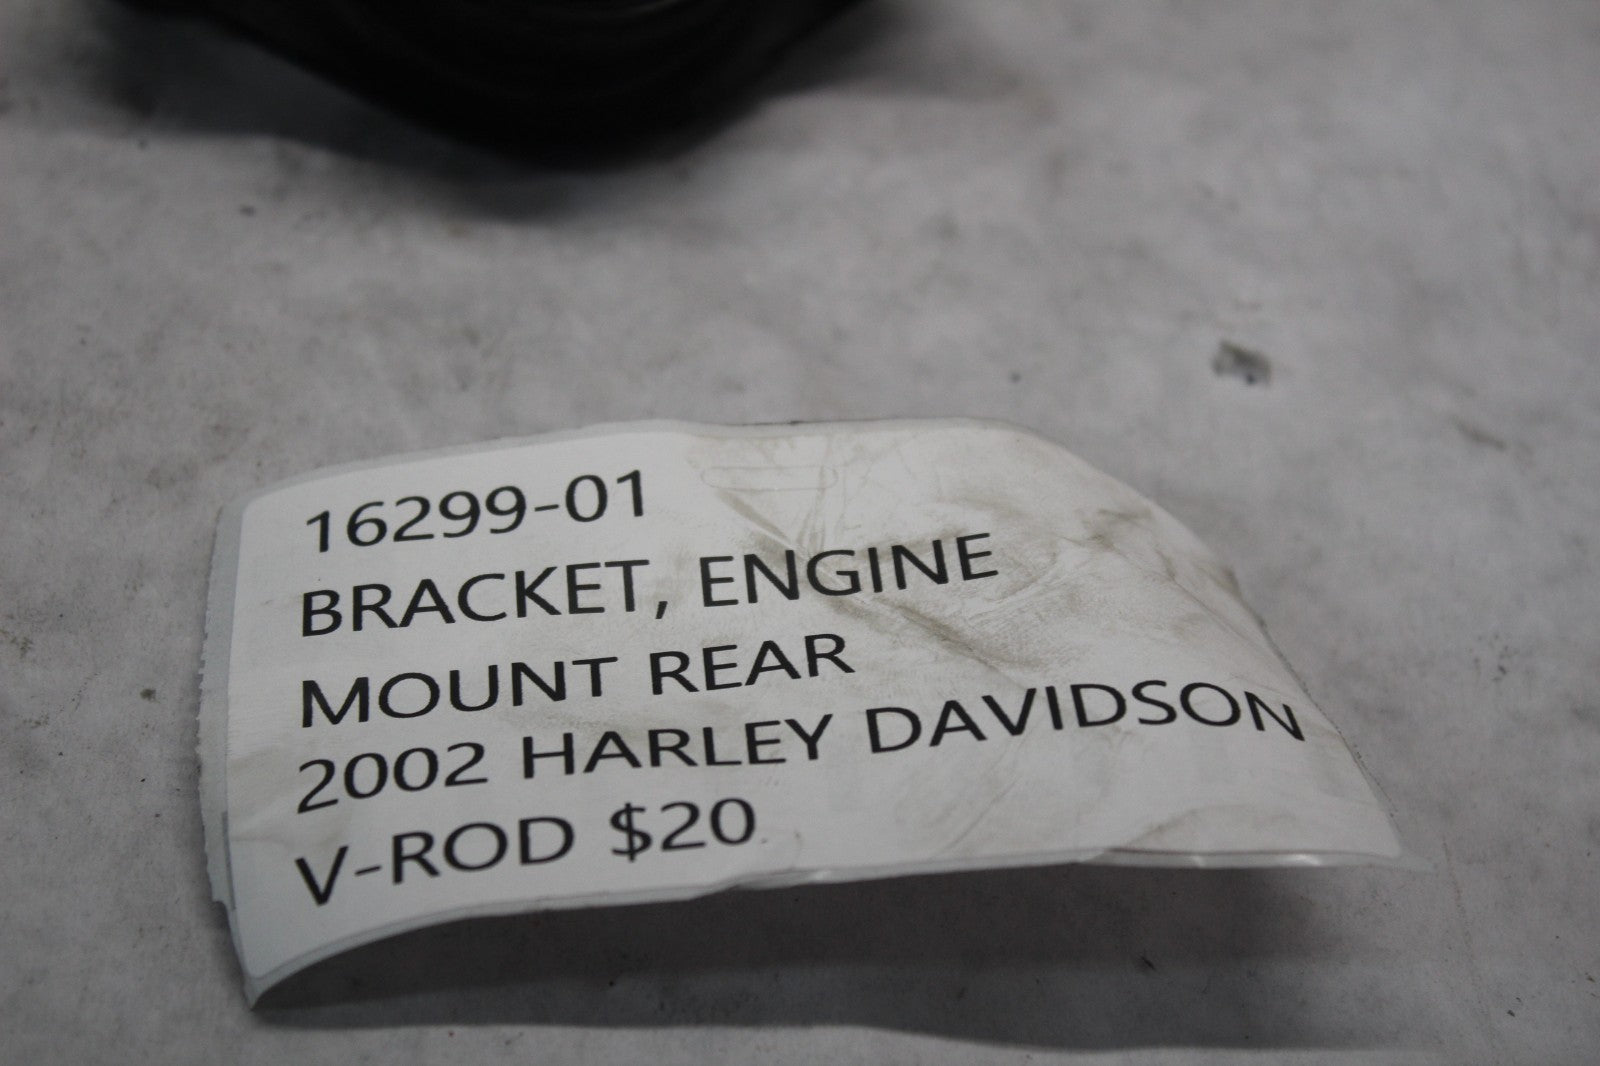 16299-01
BRACKET, ENGINE
MOUNT REAR
2002 HARLEY DAVIDSON
V-ROD $20